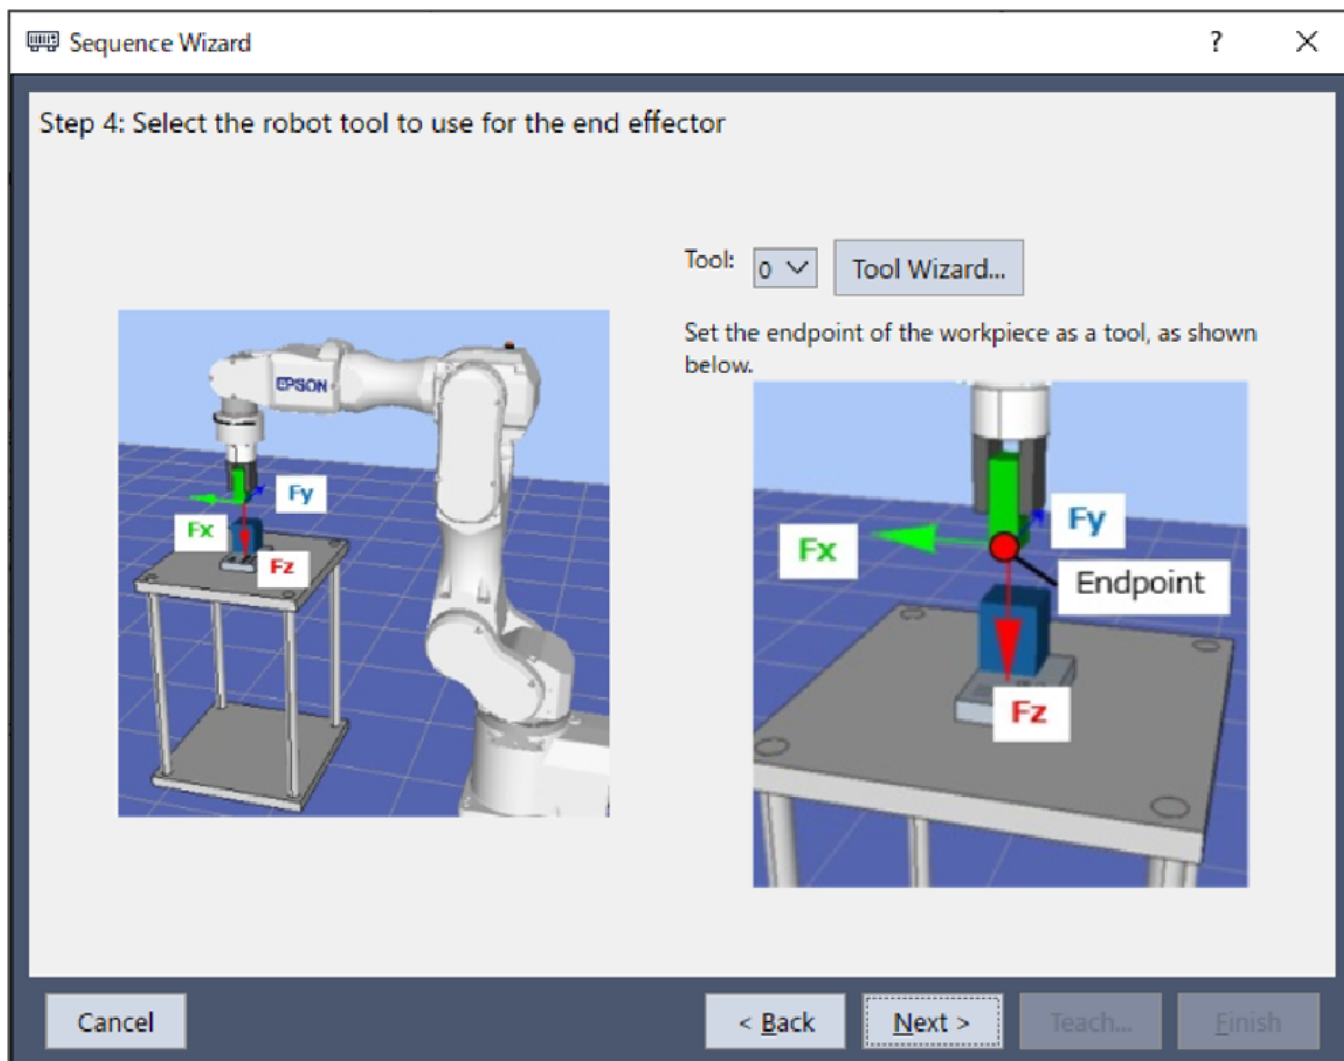 Sequence Wizard
?
Step 4: Select the robot tool to use for the end effector
Tool: 0
Tool Wizard...
Set the endpoint of the workpiece as a tool, as shown
below.
EPSON
Fy
Fx
Fz
Fy
Fx
Endpoint
Fz
Cancel
< Back
Next >
Teach...
Finish